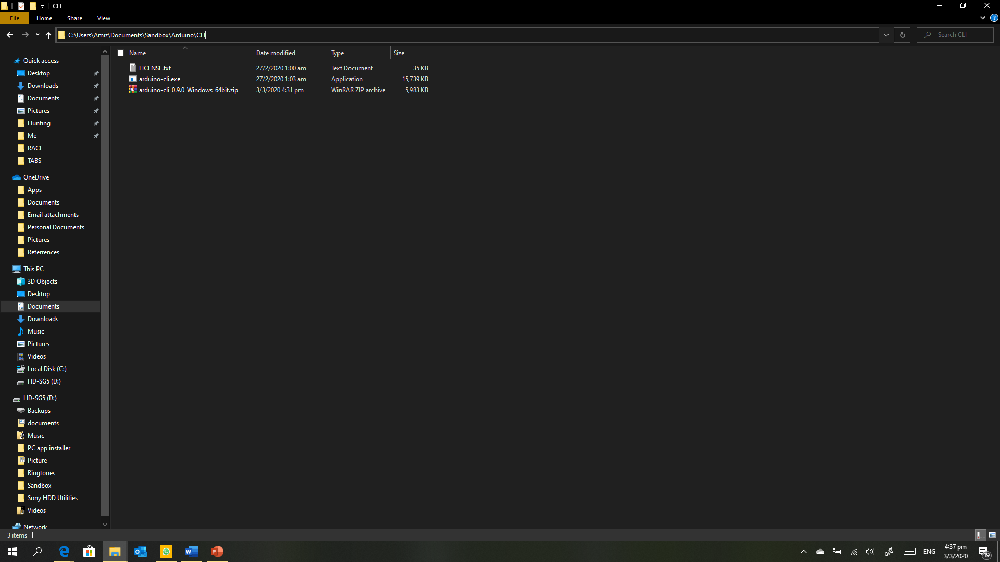 CLI
File Home Share View
C:\Users\Amiz\Documents\Sandbox\Arduino\CLI
Search CLI
Name Date modified Type Size
LICENSE.txt 27/2/2020 1:00 am Text Document 35 KB
arduino-cli.exe 27/2/2020 1:03 am Application 15,739 KB
arduino-cli_0.9.0_Windows_64bit.zip 3/3/2020 4:31 pm WinRAR ZIP archive 5,983 KB
Quick access
Desktop
Downloads
Documents
Pictures
Hunting
Me
RACE
TABS
OneDrive
Apps
Documents
Email attachments
Personal Documents
Pictures
Referrences
This PC
3D Objects
Desktop
Documents
Downloads
Music
Pictures
Videos
Local Disk (C:)
HD-SG5 (D:)
HD-SG5 (D:)
Backups
documents
Music
PC app installer
Picture
Ringtones
Sandbox
Sony HDD Utilities
Videos
Network
3 items
ENG
4:37 pm
3/3/2020
19